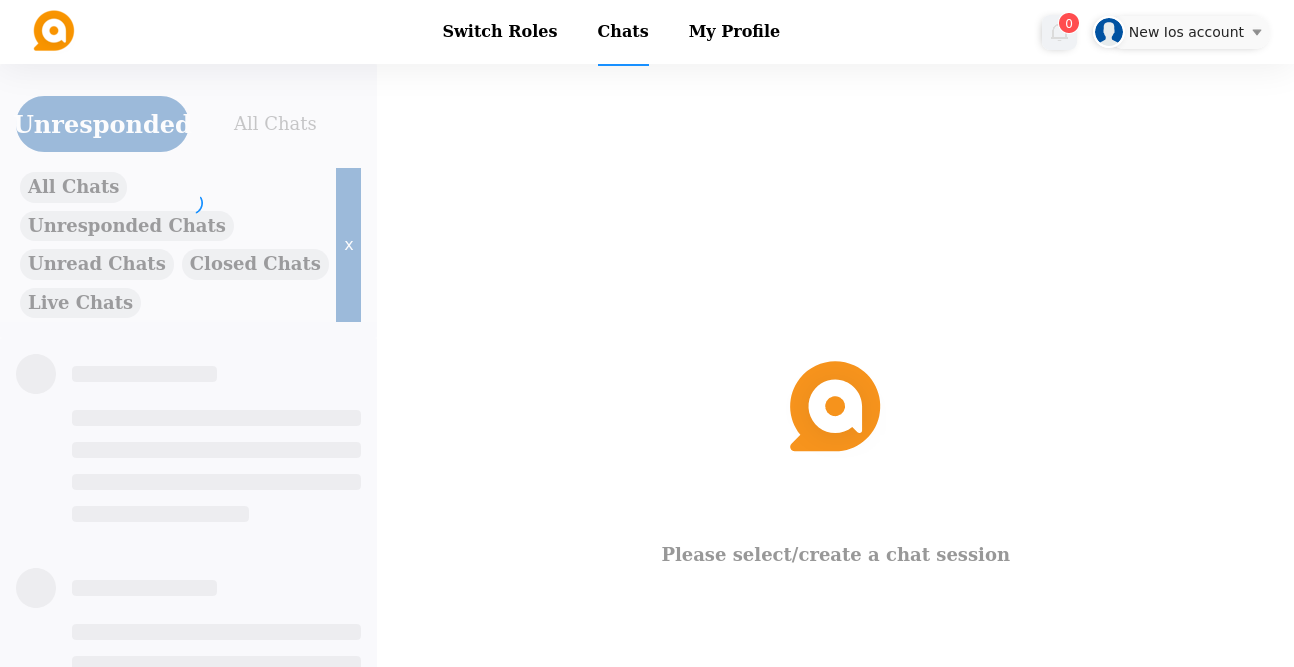 Switch Roles Chats My Profile
0
New Ios account
Unresponded All Chats
All Chats
Unresponded Chats
x
Unread Chats Closed Chats
Live Chats
Please select/create a chat session